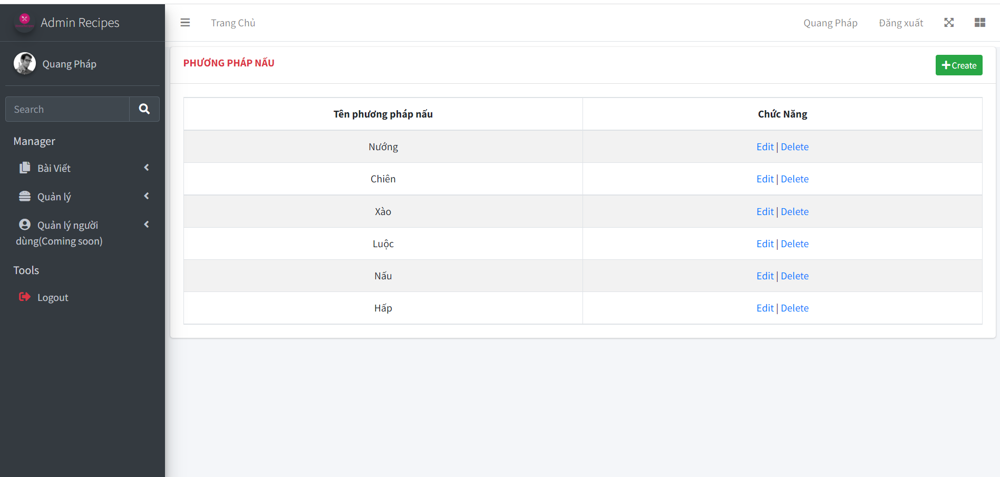 Admin Recipes
Trang Chủ
Quang Pháp
Đăng xuất
Quang Pháp
Search
Manager
Bài Viết
Quản lý
Quản lý người
dùng(Coming soon)
Tools
Logout
PHƯƠNG PHÁP NẤU
Create
Tên phương pháp nấu
Chức Năng
Nướng
Edit | Delete
Chiên
Edit | Delete
Xào
Edit | Delete
Luộc
Edit | Delete
Nấu
Edit | Delete
Hấp
Edit | Delete